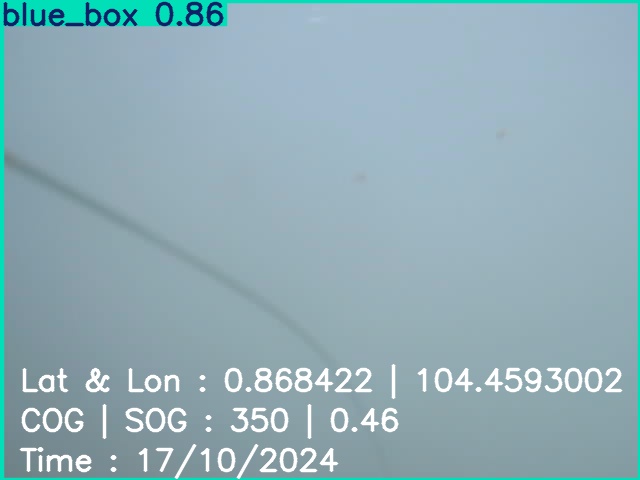 blue_box 0.86
Lat & Lon : 0.868422 | 104.4593002
COG | SOG : 350 | 0.46
Time : 17/10/2024